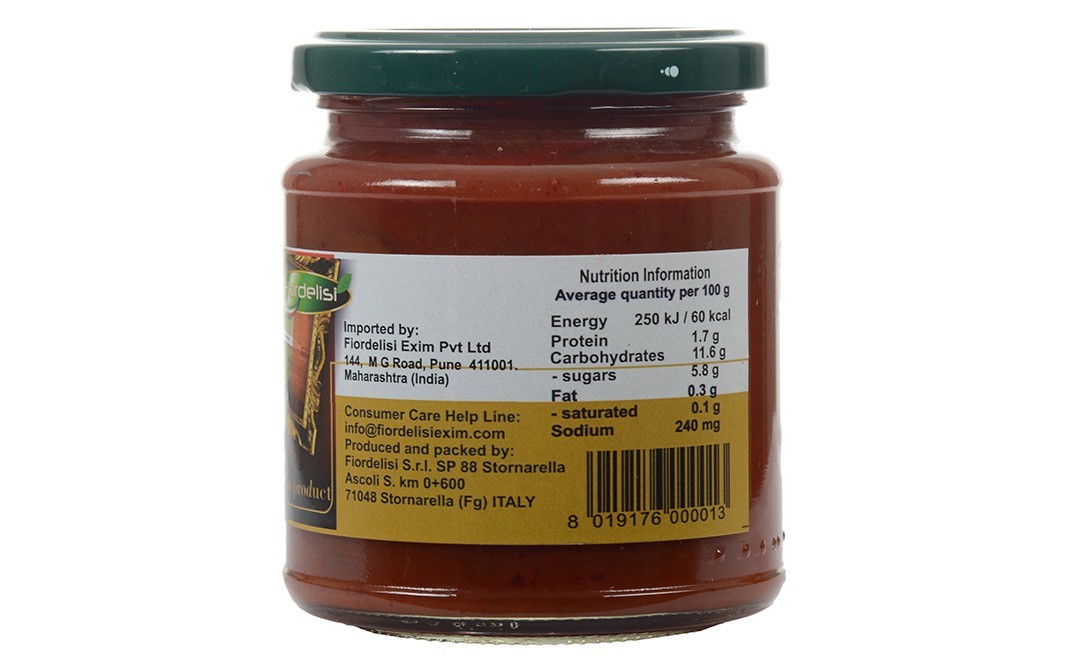 Fiordelisi
product
Imported by:
Fiordelisi Exim Pvt Ltd
144, M G Road, Pune 411001.
Maharashtra (India)
Consumer Care Help Line:
info@fiordelisiexim.com
Produced and packed by:
Fiordelisi S.r.l. SP 88 Stornarella
Ascoli S. km 0+600
71048 Stornarella (Fg) ITALY
Nutrition Information
Average quantity per 100 g
Energy 250 kJ / 60 kcal
Protein 1.7 g
Carbohydrates 11.6 g
- sugars 5.8 g
Fat 0.3 g
- saturated 0.1 g
Sodium 240 mg
8 019176 000013